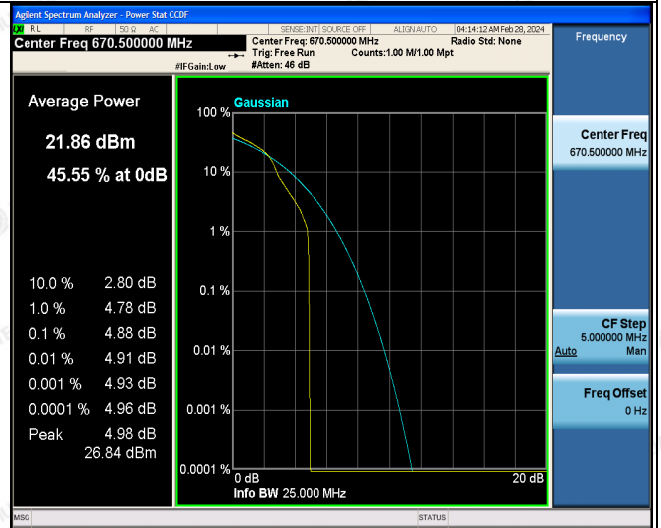 Agilent Spectrum Analyzer - Power Stat CCDF
LXI RL RF 50 Ω AC SENSE:INT SOURCE OFF ALIGN AUTO 04:14:12 AM Feb 28, 2024
Center Freq 670.500000 MHz
Center Freq: 670.500000 MHz Radio Std: None
Trig: Free Run Counts:1.00 M/1.00 Mpt
#IFGain:Low #Atten: 46 dB
Frequency
Average Power
21.86 dBm
45.55 % at 0dB
10.0 % 2.80 dB
1.0 % 4.78 dB
0.1 % 4.88 dB
0.01 % 4.91 dB
0.001 % 4.93 dB
0.0001 % 4.96 dB
Peak 4.98 dB
26.84 dBm
Gaussian
100 %
10 %
1 %
0.1 %
0.01 %
0.001 %
0.0001 %
0 dB 20 dB
Info BW 25.000 MHz
Center Freq
670.500000 MHz
CF Step
5.000000 MHz
Auto Man
Freq Offset
0 Hz
MSG STATUS